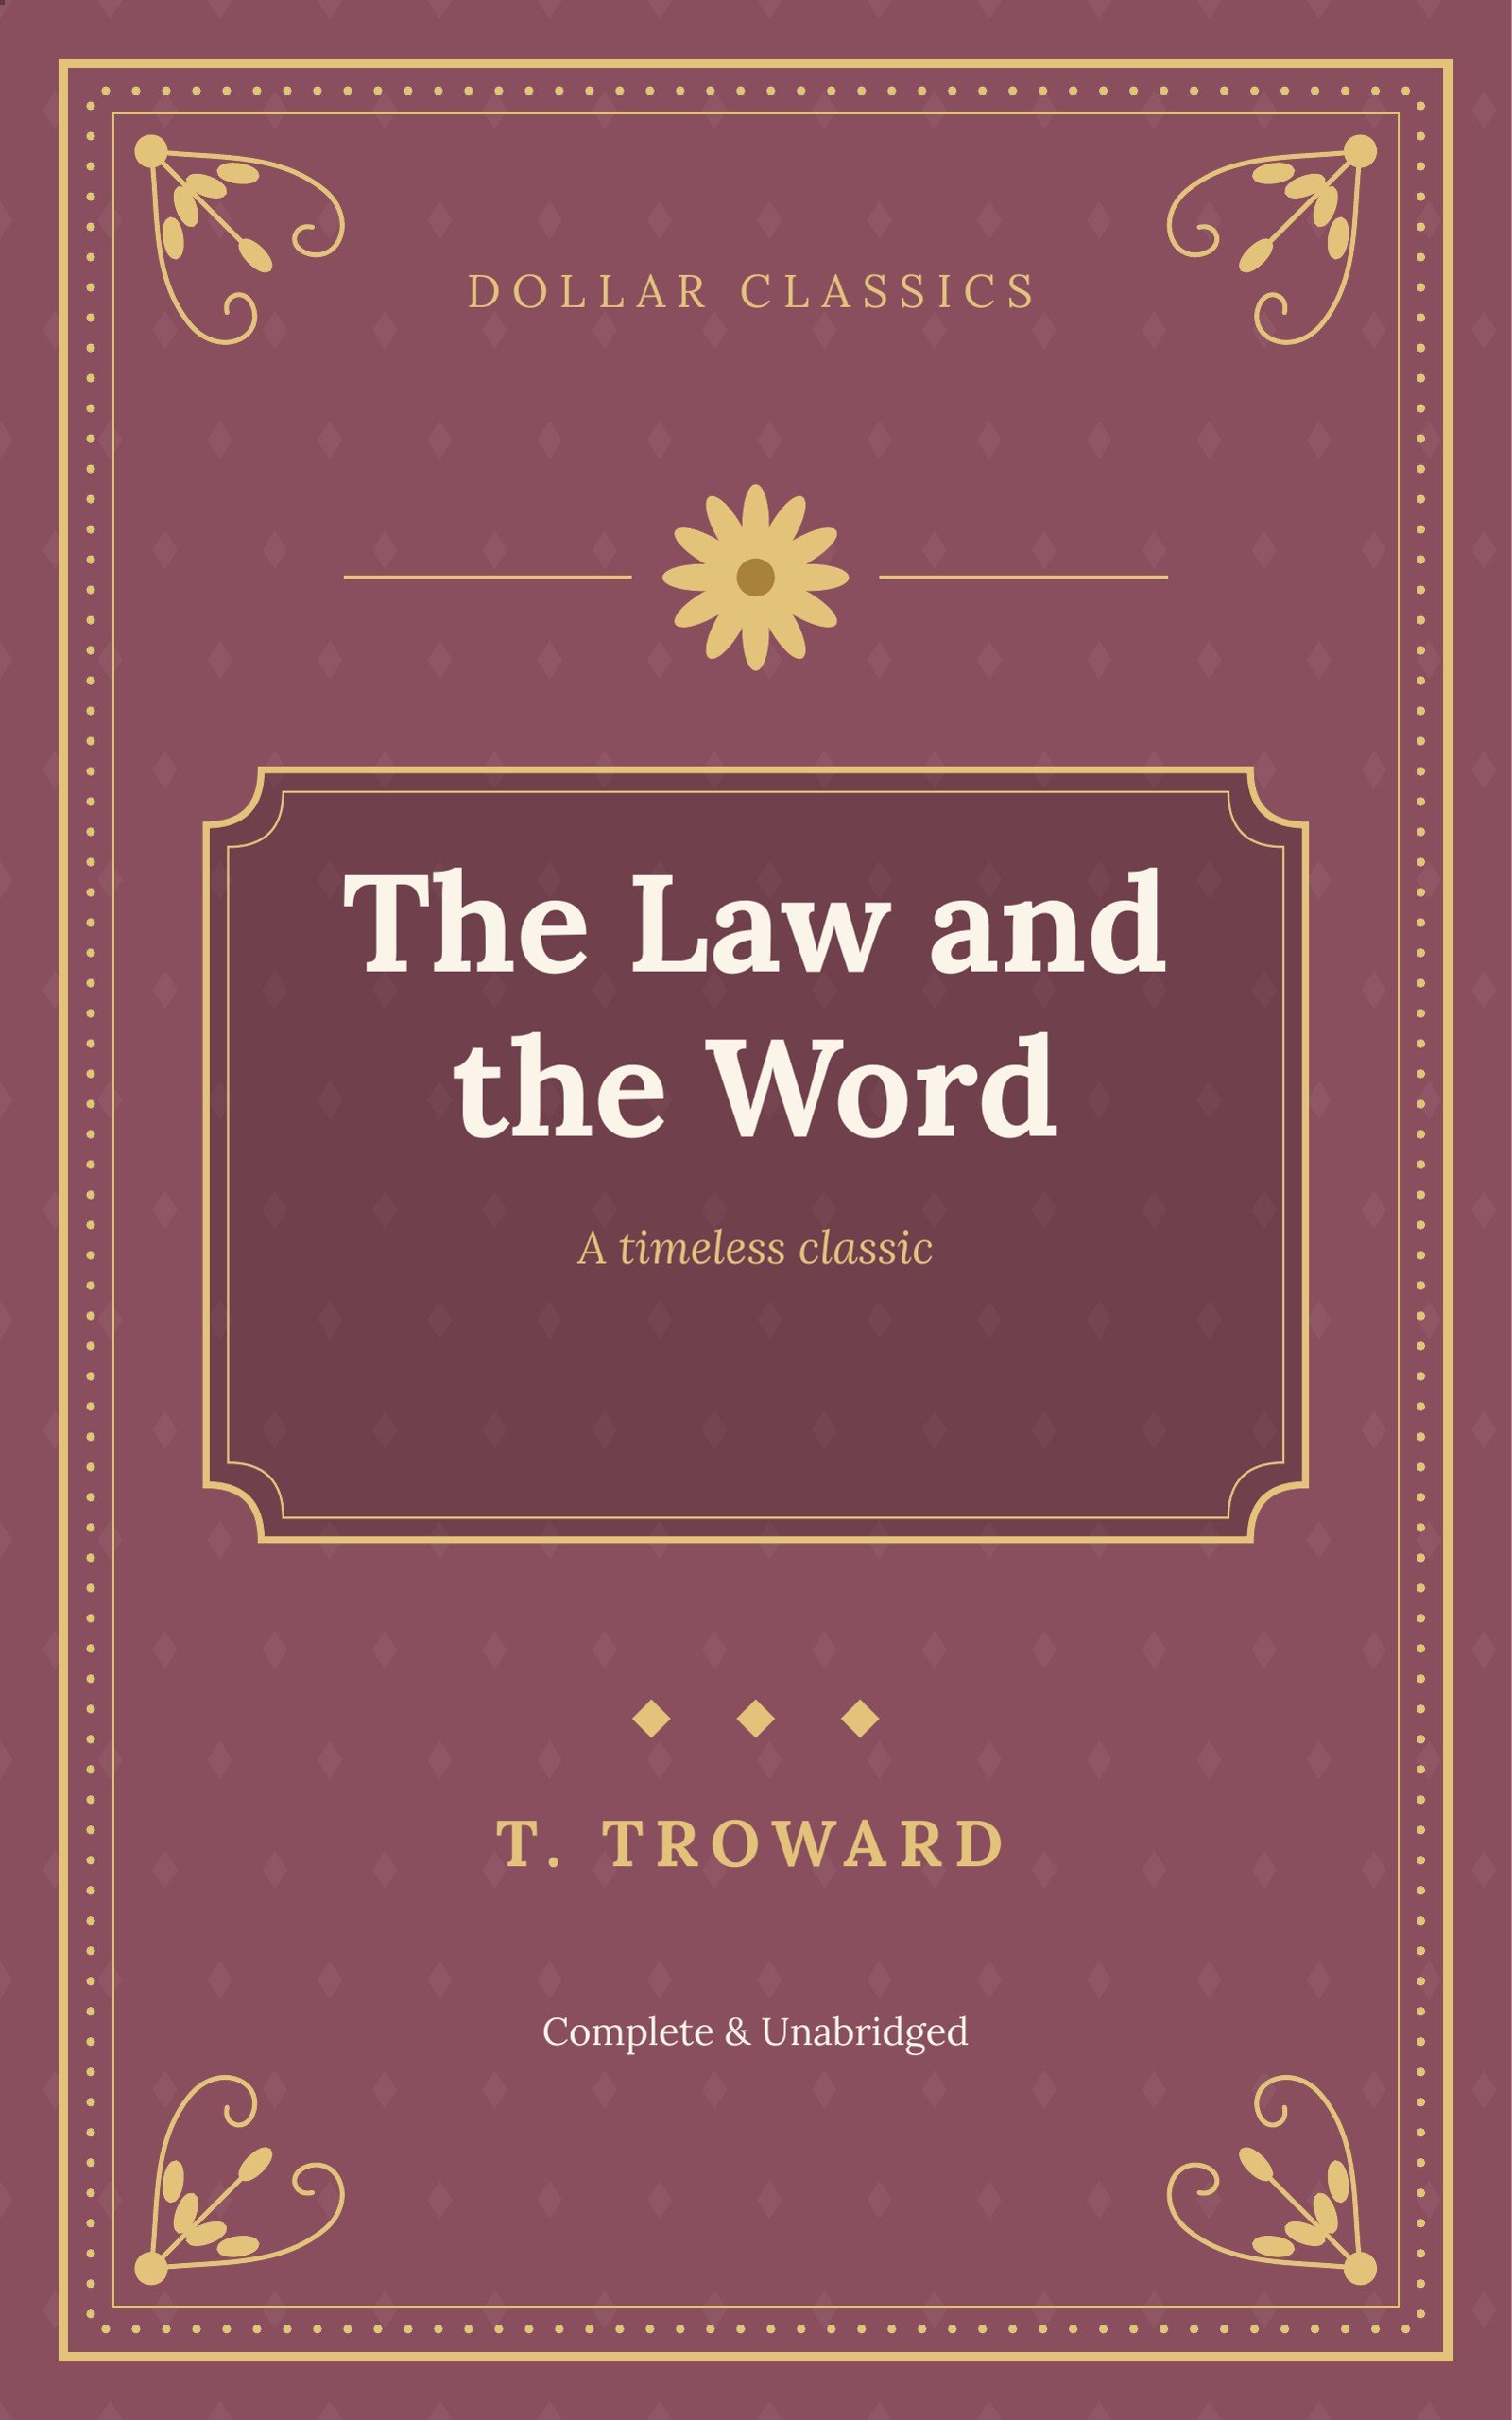 DOLLAR CLASSICS
The Law and
the Word
A timeless classic
T. TROWARD
Complete & Unabridged